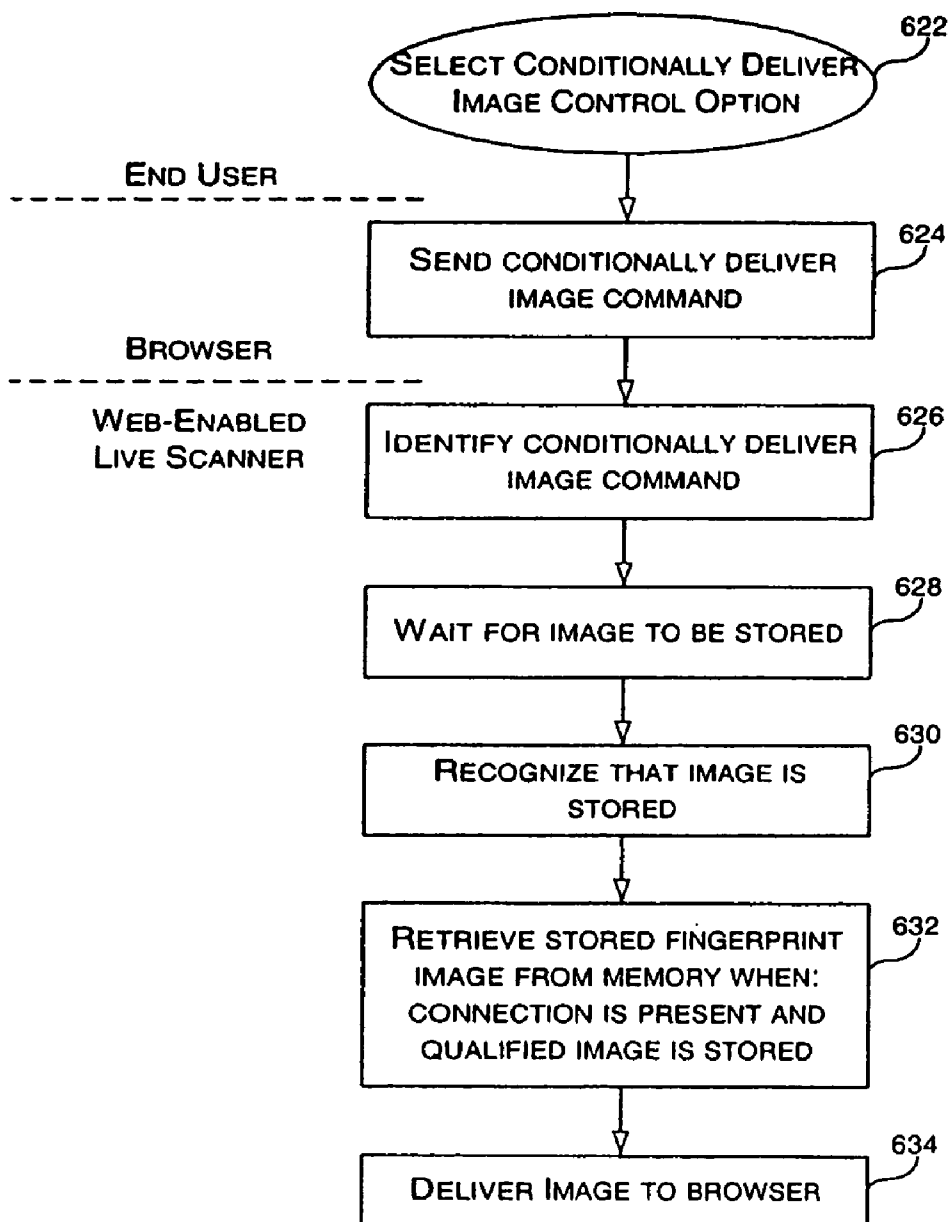 622
SELECT CONDITIONALLY DELIVER
IMAGE CONTROL OPTION
END USER
624
SEND CONDITIONALLY DELIVER
IMAGE COMMAND
BROWSER
WEB-ENABLED
LIVE SCANNER
626
IDENTIFY CONDITIONALLY DELIVER
IMAGE COMMAND
628
WAIT FOR IMAGE TO BE STORED
630
RECOGNIZE THAT IMAGE IS
STORED
632
RETRIEVE STORED FINGERPRINT
IMAGE FROM MEMORY WHEN:
CONNECTION IS PRESENT AND
QUALIFIED IMAGE IS STORED
634
DELIVER IMAGE TO BROWSER